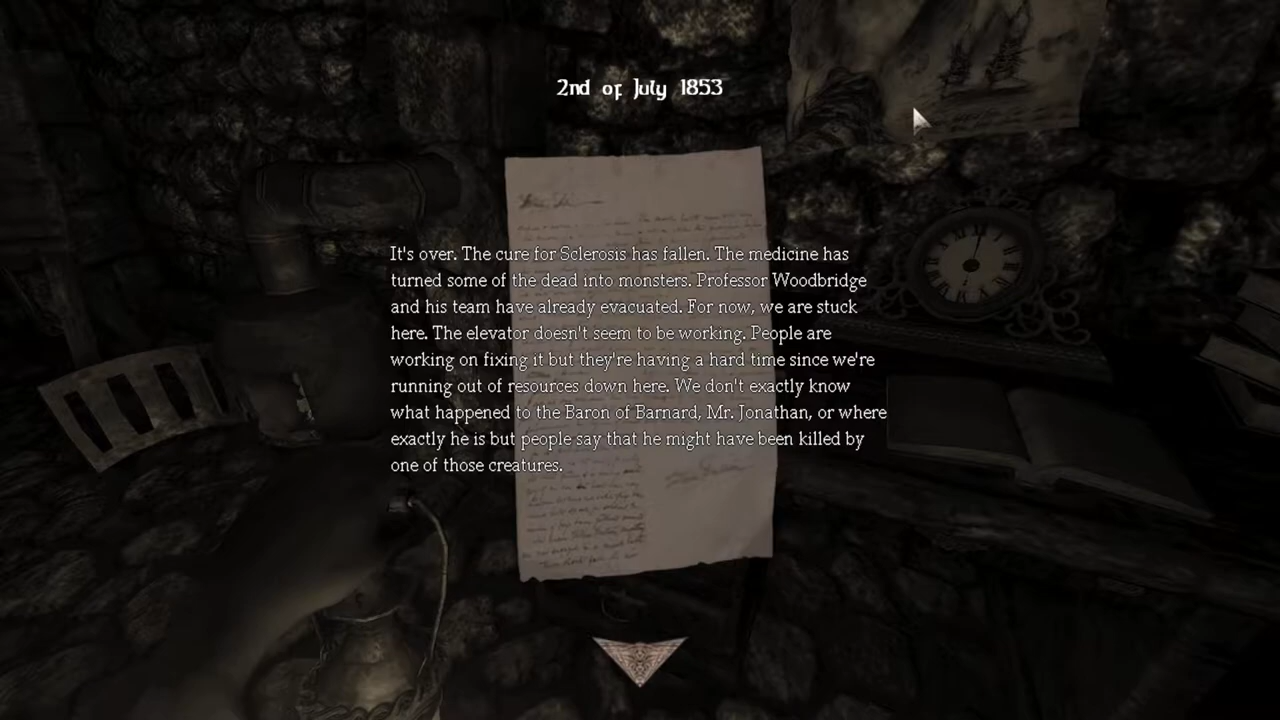 2nd of July 1853
It's over. The cure for Sclerosis has fallen. The medicine has
turned some of the dead into monsters. Professor Woodbridge
and his team have already evacuated. For now, we are stuck
here. The elevator doesn't seem to be working. People are
working on fixing it but they're having a hard time since we're
running out of resources down here. We don't exactly know
what happened to the Baron of Barnard, Mr. Jonathan, or where
exactly he is but people say that he might have been killed by
one of those creatures.